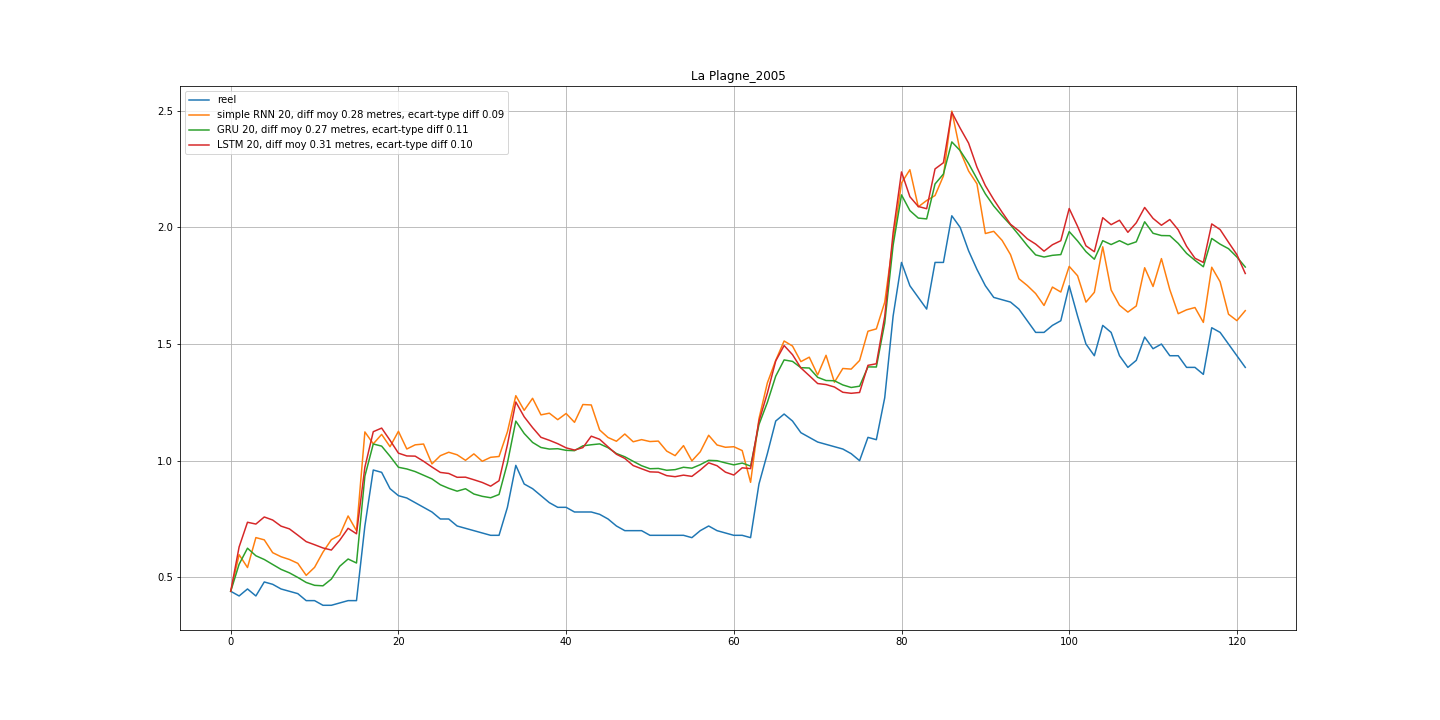 La Plagne_2005
reel
simple RNN 20, diff moy 0.28 metres, ecart-type diff 0.09
GRU 20, diff moy 0.27 metres, ecart-type diff 0.11
LSTM 20, diff moy 0.31 metres, ecart-type diff 0.10
2.5
2.0
1.5
1.0
0.5
0 20 40 60 80 100 120